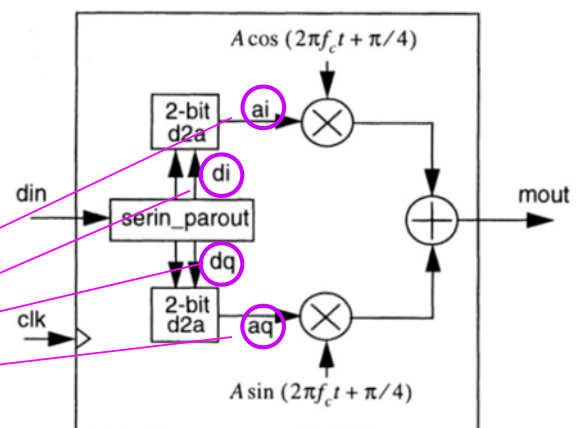 A cos (2πf_c t + π/4)
2-bit
d2a
ai
di
din
serin_parout
mout
dq
clk
2-bit
d2a
aq
A sin (2πf_c t + π/4)